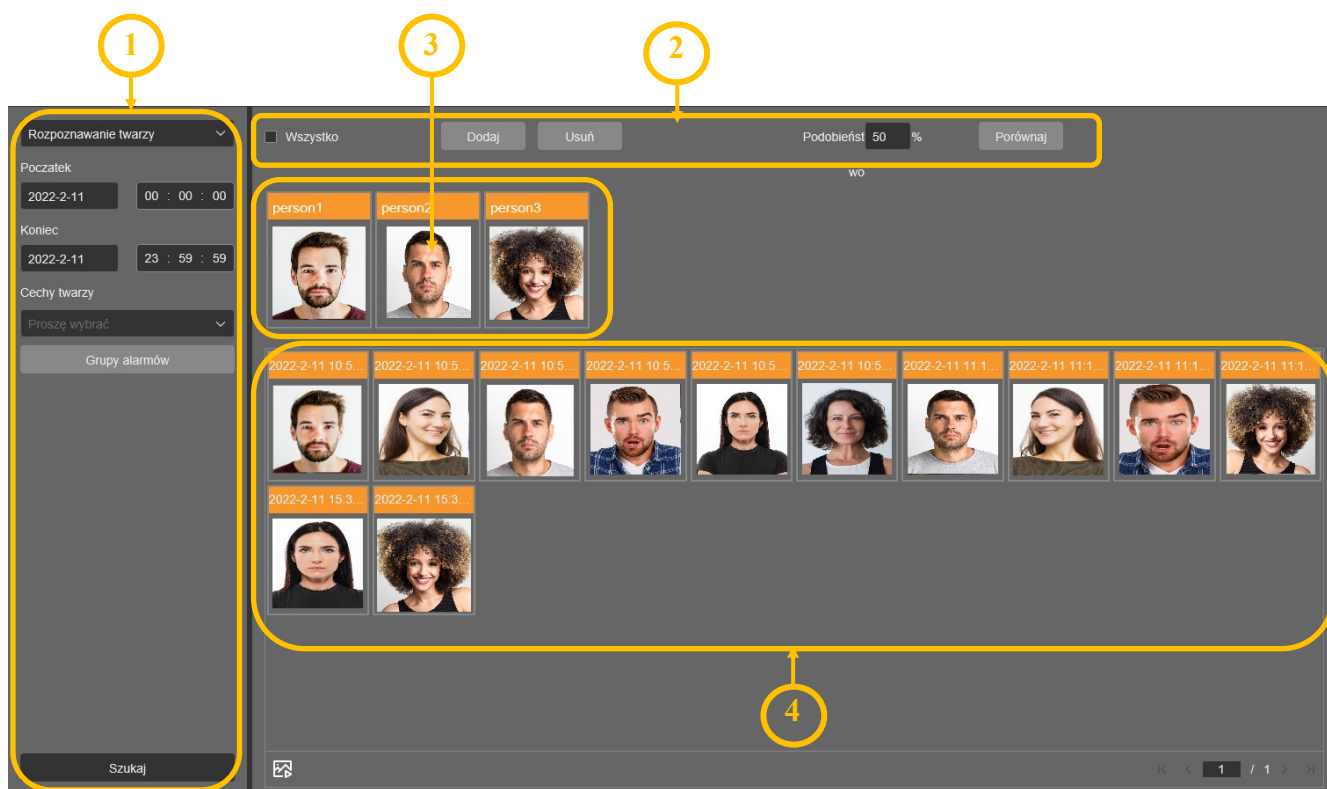 1
3
2
Rozpoznawanie twarzy
Wszystko
Dodaj
Usuń
Podobieńst 50 %
Porównaj
wo
Poczatek
2022-2-11 00 : 00 : 00
person1 person2 person3
Koniec
2022-2-11 23 : 59 : 59
Cechy twarzy
Proszę wybrać
Grupy alarmów
2022-2-11 10:5... 2022-2-11 10:5... 2022-2-11 10:5... 2022-2-11 10:5... 2022-2-11 10:5... 2022-2-11 10:5... 2022-2-11 11:1... 2022-2-11 11:1... 2022-2-11 11:1... 2022-2-11 11:1...
2022-2-11 15:3... 2022-2-11 15:3...
4
Szukaj
1 / 1